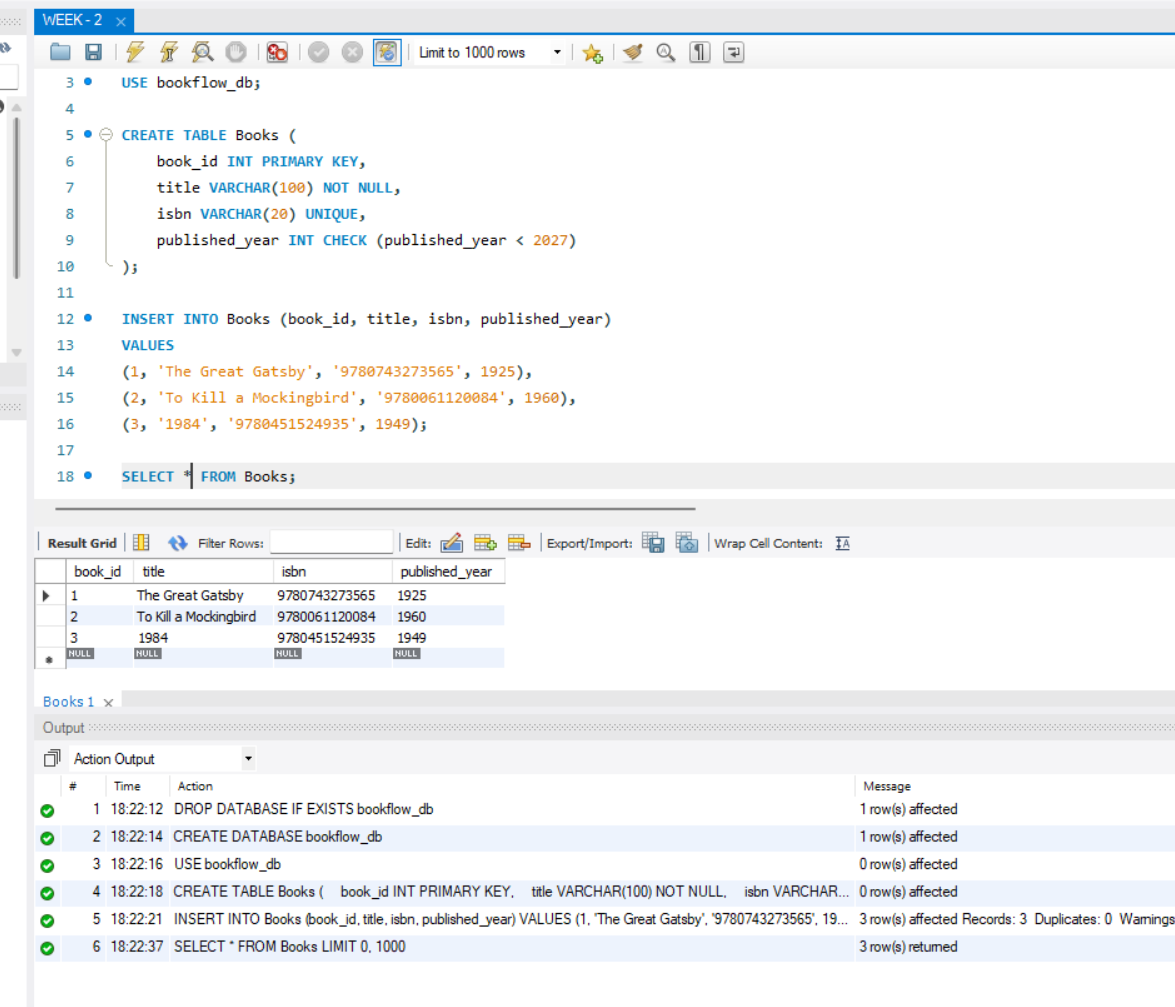 WEEK - 2 ×
Limit to 1000 rows
3 USE bookflow_db;
4
5 CREATE TABLE Books (
6 book_id INT PRIMARY KEY,
7 title VARCHAR(100) NOT NULL,
8 isbn VARCHAR(20) UNIQUE,
9 published_year INT CHECK (published_year < 2027)
10 );
11
12 INSERT INTO Books (book_id, title, isbn, published_year)
13 VALUES
14 (1, 'The Great Gatsby', '9780743273565', 1925),
15 (2, 'To Kill a Mockingbird', '9780061120084', 1960),
16 (3, '1984', '9780451524935', 1949);
17
18 SELECT * FROM Books;
Result Grid Filter Rows: Edit: Export/Import: Wrap Cell Content:
book_id title isbn published_year
1 The Great Gatsby 9780743273565 1925
2 To Kill a Mockingbird 9780061120084 1960
3 1984 9780451524935 1949
NULL NULL NULL NULL
Books 1 ×
Output
Action Output
# Time Action Message
1 18:22:12 DROP DATABASE IF EXISTS bookflow_db 1 row(s) affected
2 18:22:14 CREATE DATABASE bookflow_db 1 row(s) affected
3 18:22:16 USE bookflow_db 0 row(s) affected
4 18:22:18 CREATE TABLE Books ( book_id INT PRIMARY KEY, title VARCHAR(100) NOT NULL, isbn VARCHAR... 0 row(s) affected
5 18:22:21 INSERT INTO Books (book_id, title, isbn, published_year) VALUES (1, 'The Great Gatsby', '9780743273565', 19... 3 row(s) affected Records: 3 Duplicates: 0 Warnings
6 18:22:37 SELECT * FROM Books LIMIT 0, 1000 3 row(s) returned